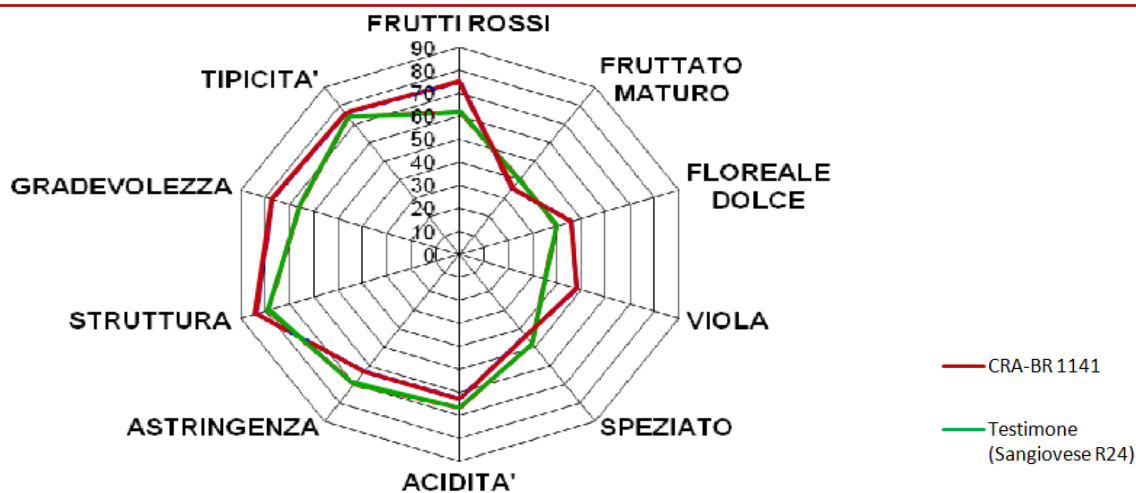 FRUTTI ROSSI
FRUTTATO
MATURO
FLOREALE
DOLCE
VIOLA
SPEZIATO
ACIDITA'
ASTRINGENZA
STRUTTURA
GRADEVOLEZZA
TIPICITA'
90
80
70
60
50
40
30
20
10
0
CRA-BR 1141
Testimone
(Sangiovese R24)